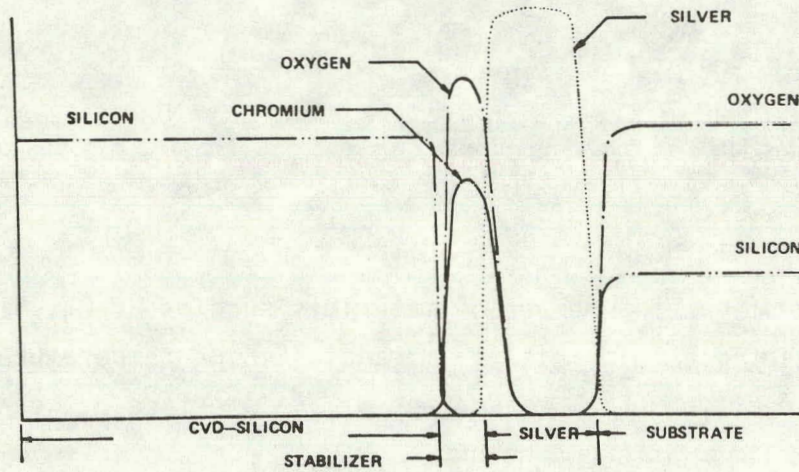 SILVER
OXYGEN
OXYGEN
CHROMIUM
SILICON
SILICON
CVD–SILICON
SILVER
SUBSTRATE
STABILIZER